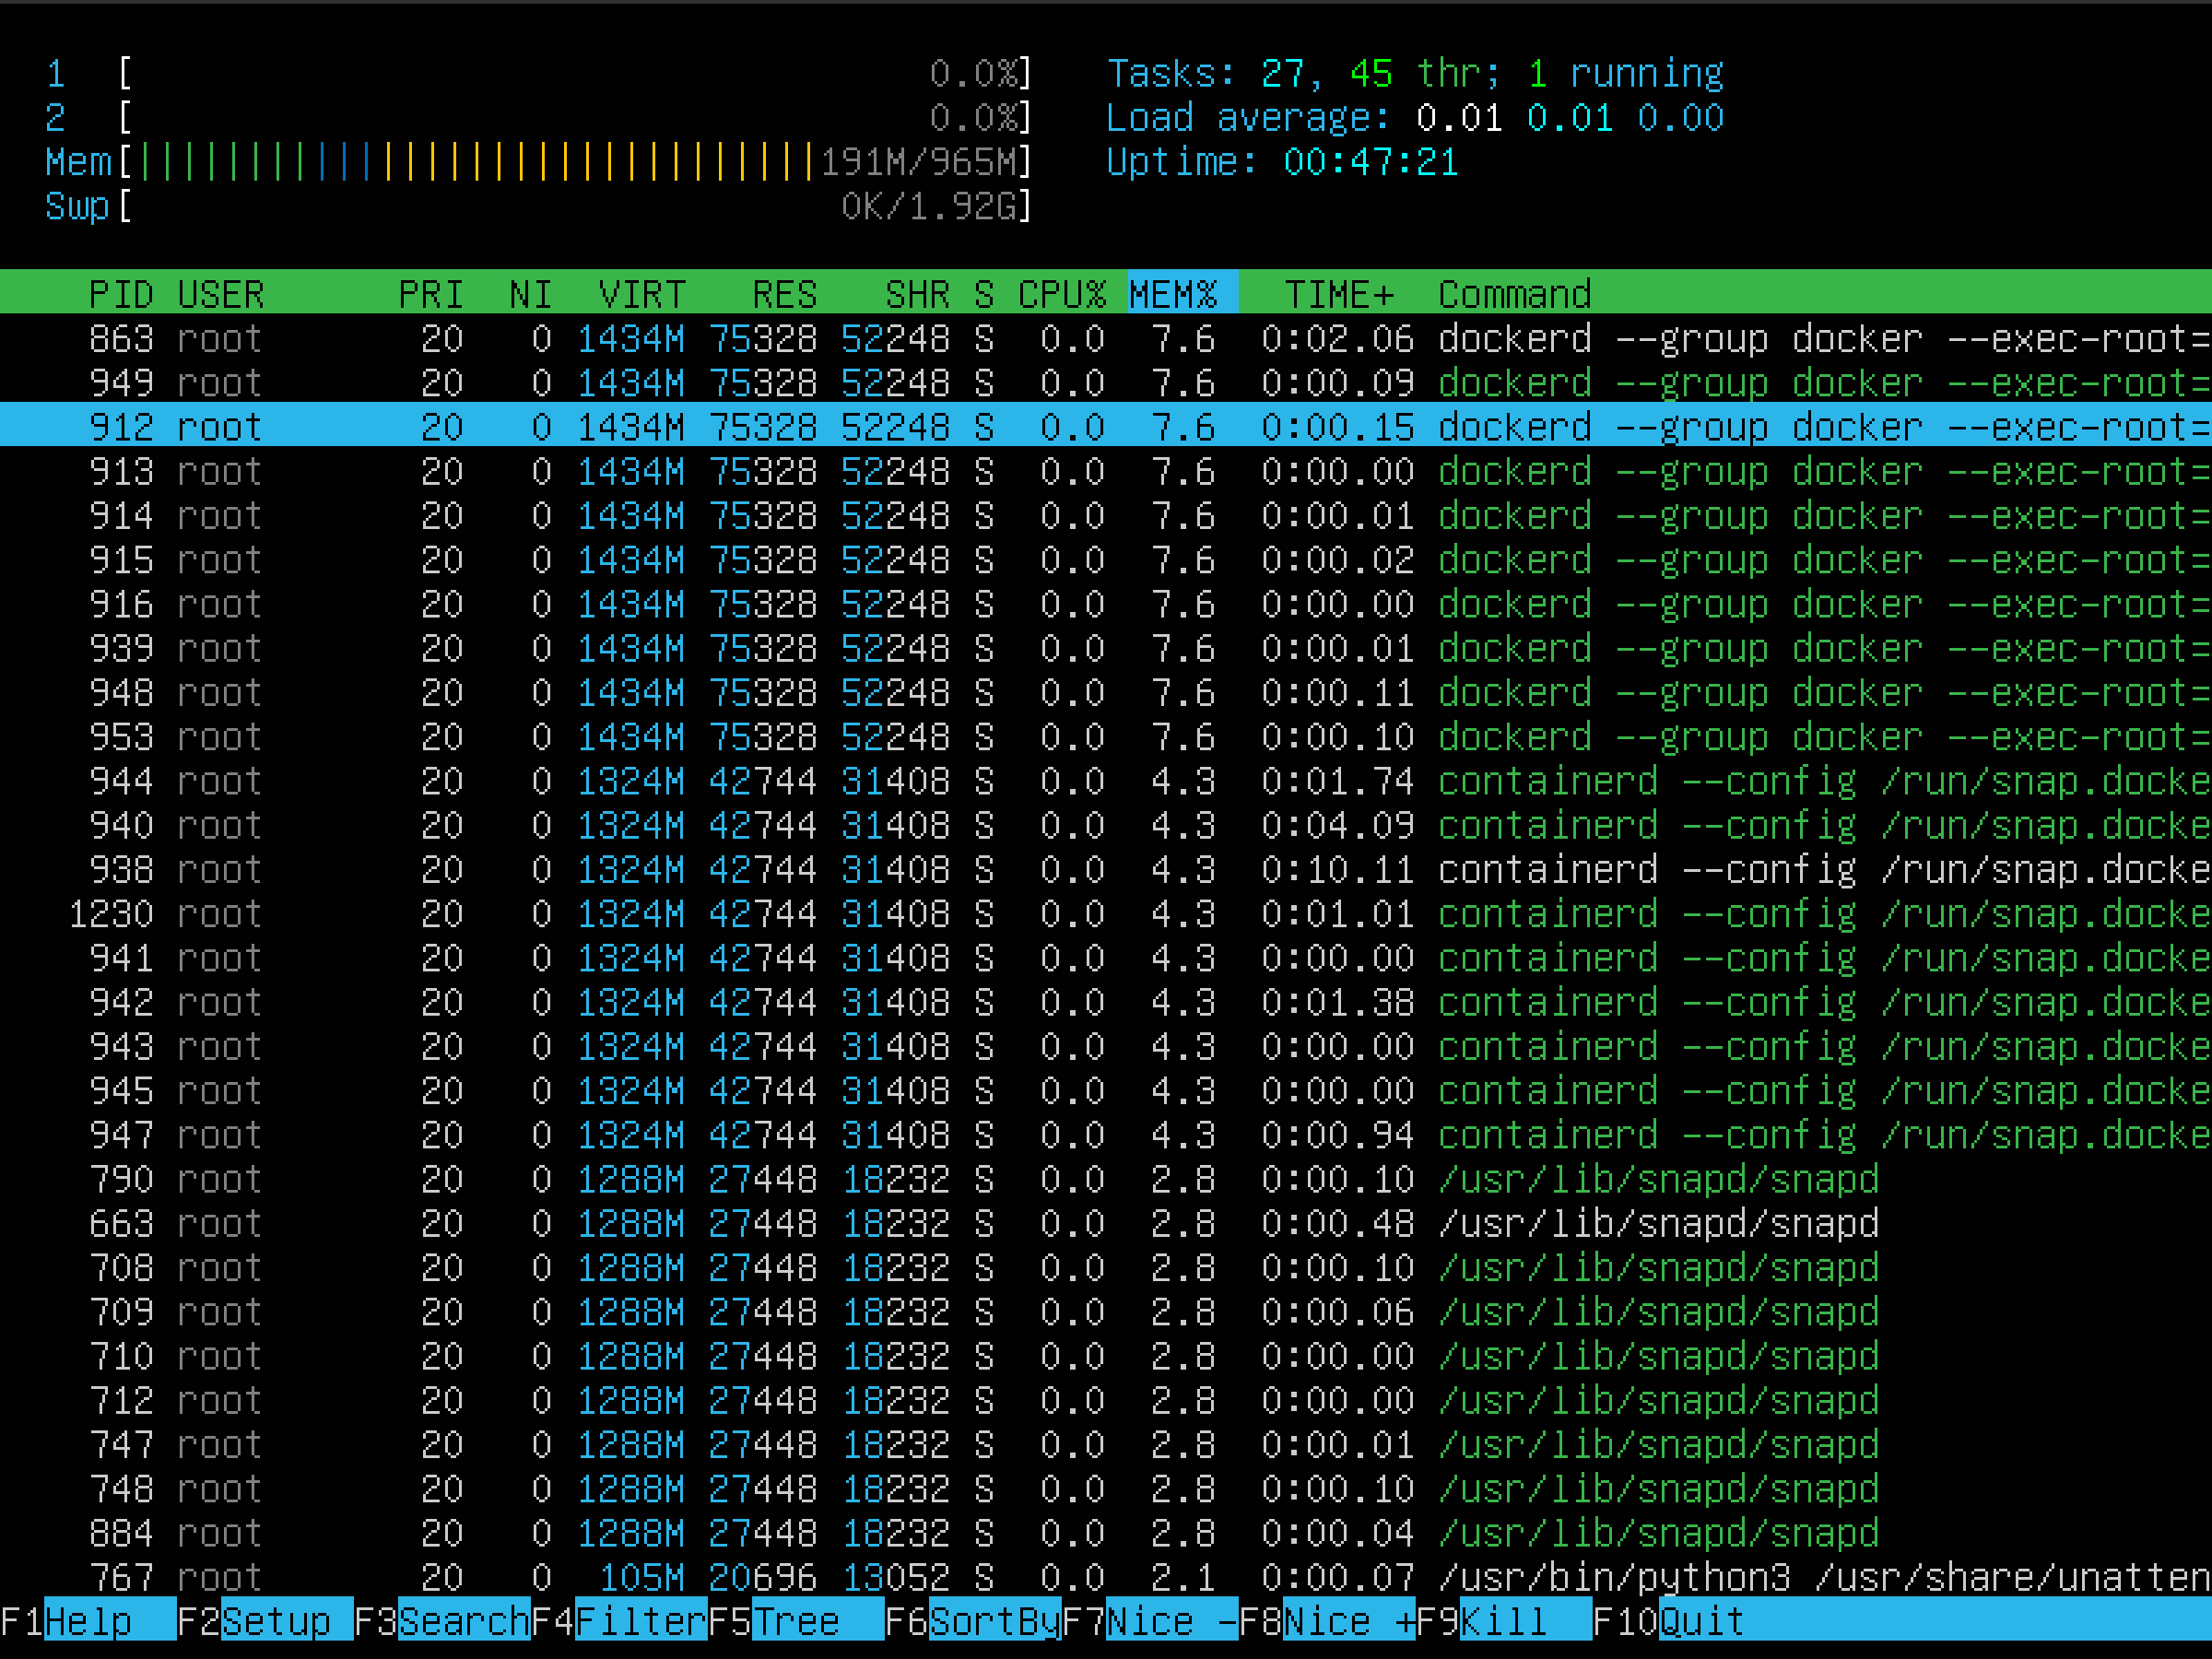 1 [ 0.0%] Tasks: 27, 45 thr; 1 running
2 [ 0.0%] Load average: 0.01 0.01 0.00
Mem[|||||||||||||||||||||||||||||||191M/965M] Uptime: 00:47:21
Swp[ 0K/1.92G]
PID USER PRI NI VIRT RES SHR S CPU% MEM% TIME+ Command
863 root 20 0 1434M 75328 52248 S 0.0 7.6 0:02.06 dockerd --group docker --exec-root=
949 root 20 0 1434M 75328 52248 S 0.0 7.6 0:00.09 dockerd --group docker --exec-root=
912 root 20 0 1434M 75328 52248 S 0.0 7.6 0:00.15 dockerd --group docker --exec-root=
913 root 20 0 1434M 75328 52248 S 0.0 7.6 0:00.00 dockerd --group docker --exec-root=
914 root 20 0 1434M 75328 52248 S 0.0 7.6 0:00.01 dockerd --group docker --exec-root=
915 root 20 0 1434M 75328 52248 S 0.0 7.6 0:00.02 dockerd --group docker --exec-root=
916 root 20 0 1434M 75328 52248 S 0.0 7.6 0:00.00 dockerd --group docker --exec-root=
939 root 20 0 1434M 75328 52248 S 0.0 7.6 0:00.01 dockerd --group docker --exec-root=
948 root 20 0 1434M 75328 52248 S 0.0 7.6 0:00.11 dockerd --group docker --exec-root=
953 root 20 0 1434M 75328 52248 S 0.0 7.6 0:00.10 dockerd --group docker --exec-root=
944 root 20 0 1324M 42744 31408 S 0.0 4.3 0:01.74 containerd --config /run/snap.docke
940 root 20 0 1324M 42744 31408 S 0.0 4.3 0:04.09 containerd --config /run/snap.docke
938 root 20 0 1324M 42744 31408 S 0.0 4.3 0:10.11 containerd --config /run/snap.docke
1230 root 20 0 1324M 42744 31408 S 0.0 4.3 0:01.01 containerd --config /run/snap.docke
941 root 20 0 1324M 42744 31408 S 0.0 4.3 0:00.00 containerd --config /run/snap.docke
942 root 20 0 1324M 42744 31408 S 0.0 4.3 0:01.38 containerd --config /run/snap.docke
943 root 20 0 1324M 42744 31408 S 0.0 4.3 0:00.00 containerd --config /run/snap.docke
945 root 20 0 1324M 42744 31408 S 0.0 4.3 0:00.00 containerd --config /run/snap.docke
947 root 20 0 1324M 42744 31408 S 0.0 4.3 0:00.94 containerd --config /run/snap.docke
790 root 20 0 1288M 27448 18232 S 0.0 2.8 0:00.10 /usr/lib/snapd/snapd
663 root 20 0 1288M 27448 18232 S 0.0 2.8 0:00.48 /usr/lib/snapd/snapd
708 root 20 0 1288M 27448 18232 S 0.0 2.8 0:00.10 /usr/lib/snapd/snapd
709 root 20 0 1288M 27448 18232 S 0.0 2.8 0:00.06 /usr/lib/snapd/snapd
710 root 20 0 1288M 27448 18232 S 0.0 2.8 0:00.00 /usr/lib/snapd/snapd
712 root 20 0 1288M 27448 18232 S 0.0 2.8 0:00.00 /usr/lib/snapd/snapd
747 root 20 0 1288M 27448 18232 S 0.0 2.8 0:00.01 /usr/lib/snapd/snapd
748 root 20 0 1288M 27448 18232 S 0.0 2.8 0:00.10 /usr/lib/snapd/snapd
884 root 20 0 1288M 27448 18232 S 0.0 2.8 0:00.04 /usr/lib/snapd/snapd
767 root 20 0 105M 20696 13052 S 0.0 2.1 0:00.07 /usr/bin/python3 /usr/share/unatten
F1Help F2Setup F3SearchF4FilterF5Tree F6SortByF7Nice -F8Nice +F9Kill F10Quit